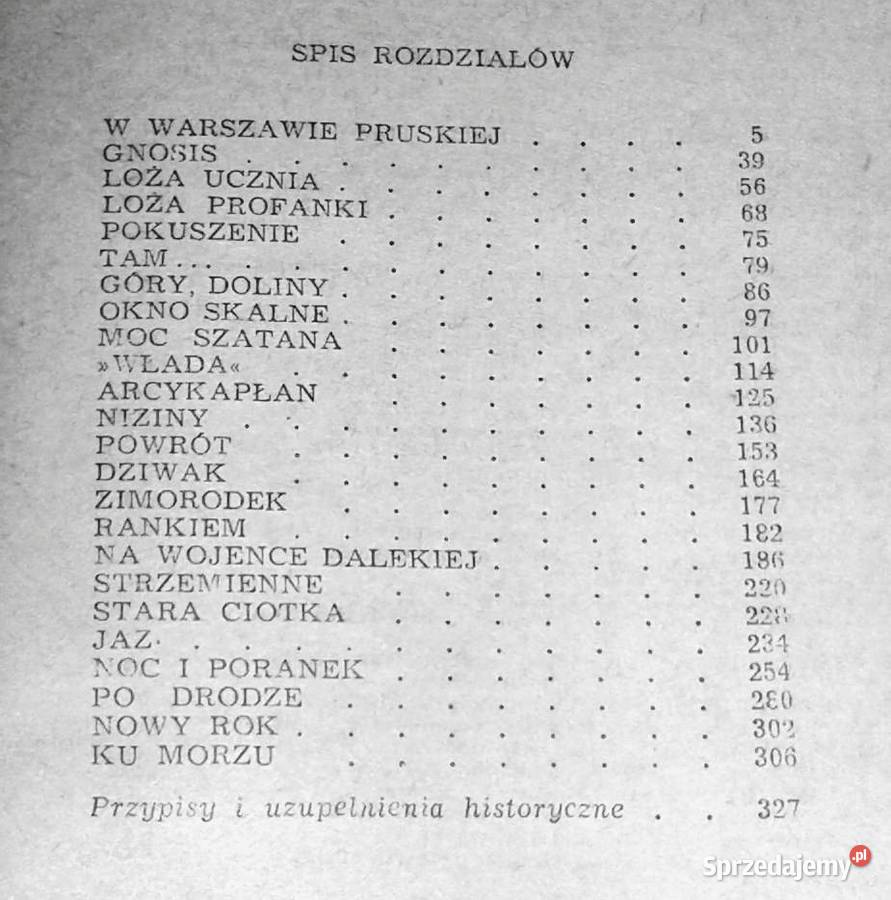 SPIS ROZDZIAŁÓW
W WARSZAWIE PRUSKIEJ . . . . 5
GNOSIS . . . . . . . . . . 39
LOŻA UCZNIA . . . . . . . . 56
LOŻA PROFANKI . . . . . . . 68
POKUSZENIE . . . . . . . . 75
TAM... . . . . . . . . . . 79
GÓRY, DOLINY . . . . . . . . 86
OKNO SKALNE . . . . . . . . 97
MOC SZATANA . . . . . . . 101
»WŁADA« . . . . . . . . . 114
ARCYKAPŁAN . . . . . . . 125
NIZINY . . . . . . . . . . 136
POWRÓT . . . . . . . . . 153
DZIWAK . . . . . . . . . 164
ZIMORODEK . . . . . . . . 177
RANKIEM . . . . . . . . . 182
NA WOJENCE DALEKIEJ . . . . . 186
STRZEMIENNE . . . . . . . 220
STARA CIOTKA . . . . . . . 228
JAZ . . . . . . . . . . . 234
NOC I PORANEK . . . . . . . 254
PO DRODZE . . . . . . . . 280
NOWY ROK . . . . . . . . . 302
KU MORZU . . . . . . . . 306
Przypisy i uzupełnienia historyczne . . 327
Sprzedajemy.pl